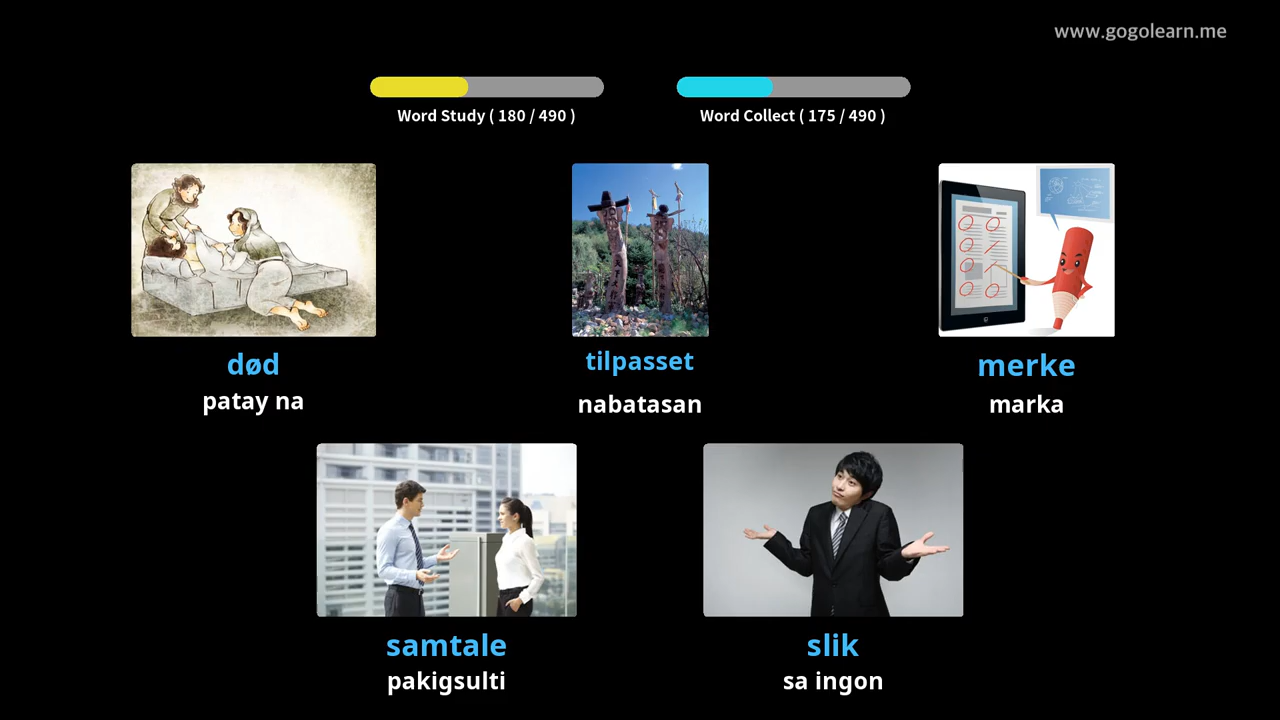 www.gogolearn.me
Word Study ( 180 / 490 )
Word Collect ( 175 / 490 )
død
patay na
tilpasset
nabatasan
merke
marka
samtale
pakigsulti
slik
sa ingon